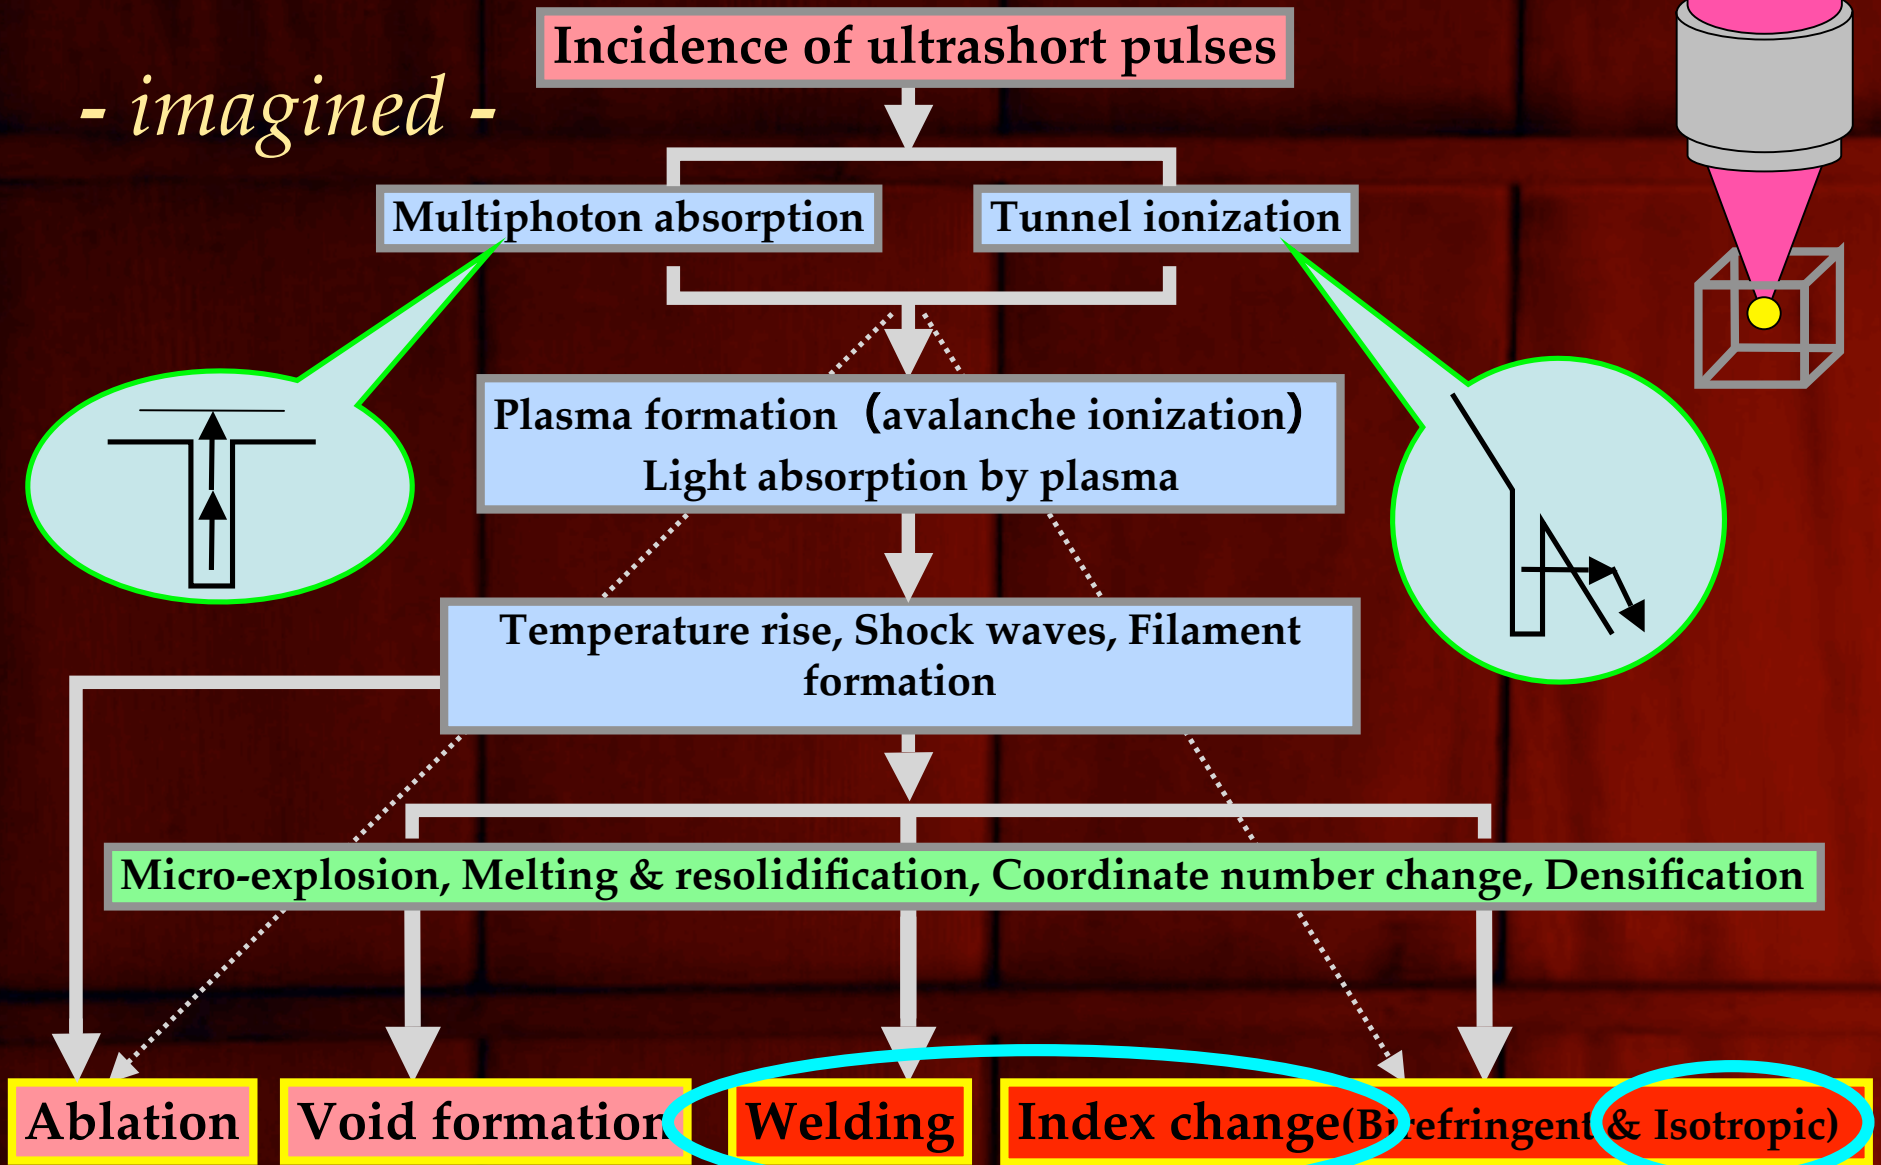 Incidence of ultrashort pulses
- imagined -
Multiphoton absorption
Tunnel ionization
Plasma formation（avalanche ionization）
Light absorption by plasma
Temperature rise, Shock waves, Filament
formation
Micro-explosion, Melting & resolidification, Coordinate number change, Densification
Ablation
Void formation
Welding
Index change(Birefringent & Isotropic)